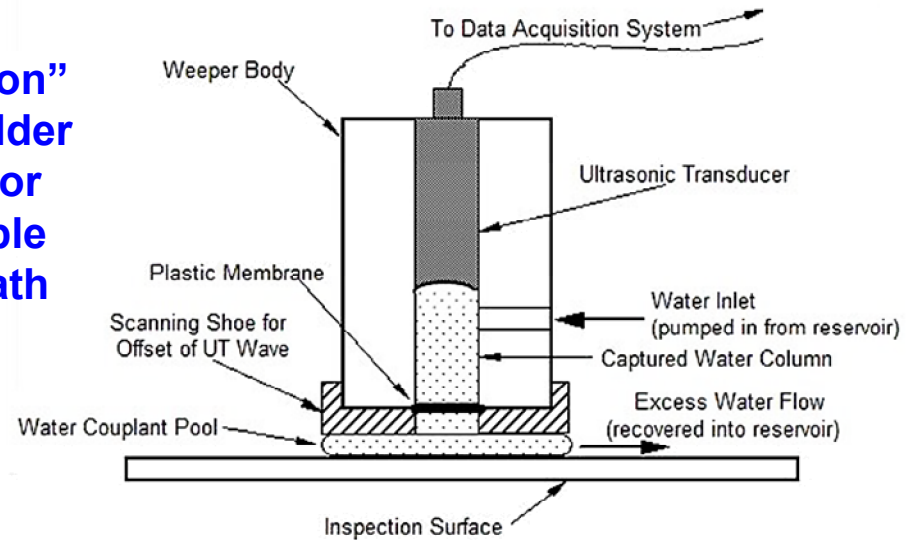 on”
lder
or
ple
ath
To Data Acquisition System
Weeper Body
Ultrasonic Transducer
Plastic Membrane
Water Inlet
(pumped in from reservoir)
Scanning Shoe for
Offset of UT Wave
Captured Water Column
Excess Water Flow
(recovered into reservoir)
Water Couplant Pool
Inspection Surface